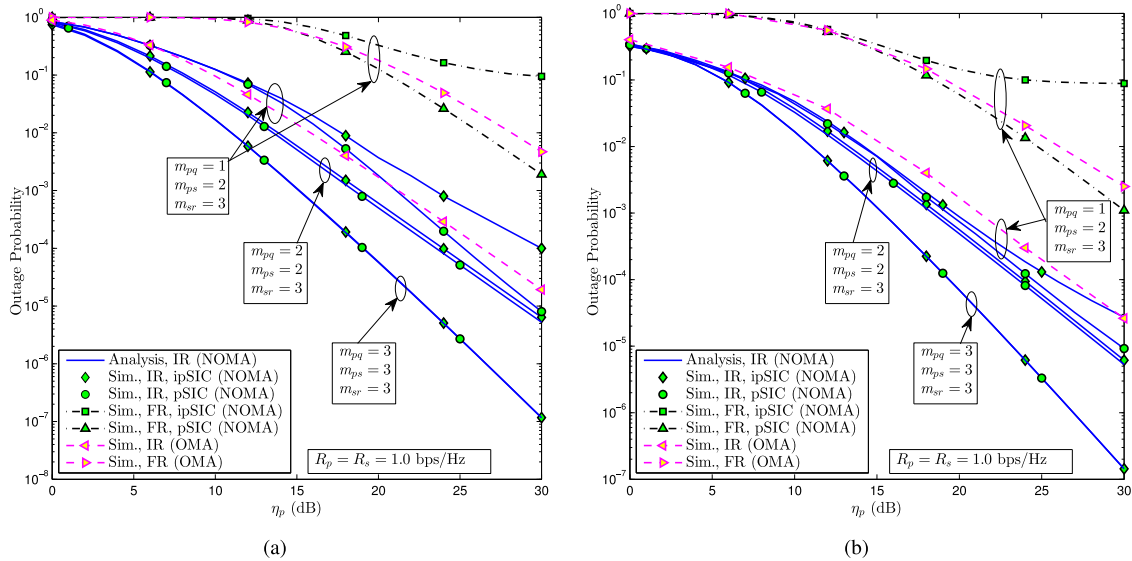 10^0
10^-1
10^-2
10^-3
10^-4
10^-5
10^-6
10^-7
10^-8
Outage Probability
0
5
10
15
20
25
30
η_p (dB)
m_pq = 1
m_ps = 2
m_sr = 3
m_pq = 2
m_ps = 2
m_sr = 3
m_pq = 3
m_ps = 3
m_sr = 3
Analysis, IR (NOMA)
Sim., IR, ipSIC (NOMA)
Sim., IR, pSIC (NOMA)
Sim., FR, ipSIC (NOMA)
Sim., FR, pSIC (NOMA)
Sim., IR (OMA)
Sim., FR (OMA)
R_p = R_s = 1.0 bps/Hz
(a)
10^0
10^-1
10^-2
10^-3
10^-4
10^-5
10^-6
10^-7
Outage Probability
0
5
10
15
20
25
30
η_p (dB)
m_pq = 1
m_ps = 2
m_sr = 3
m_pq = 2
m_ps = 2
m_sr = 3
m_pq = 3
m_ps = 3
m_sr = 3
Analysis, IR (NOMA)
Sim., IR, ipSIC (NOMA)
Sim., IR, pSIC (NOMA)
Sim., FR, ipSIC (NOMA)
Sim., FR, pSIC (NOMA)
Sim., IR (OMA)
Sim., FR (OMA)
R_p = R_s = 1.0 bps/Hz
(b)